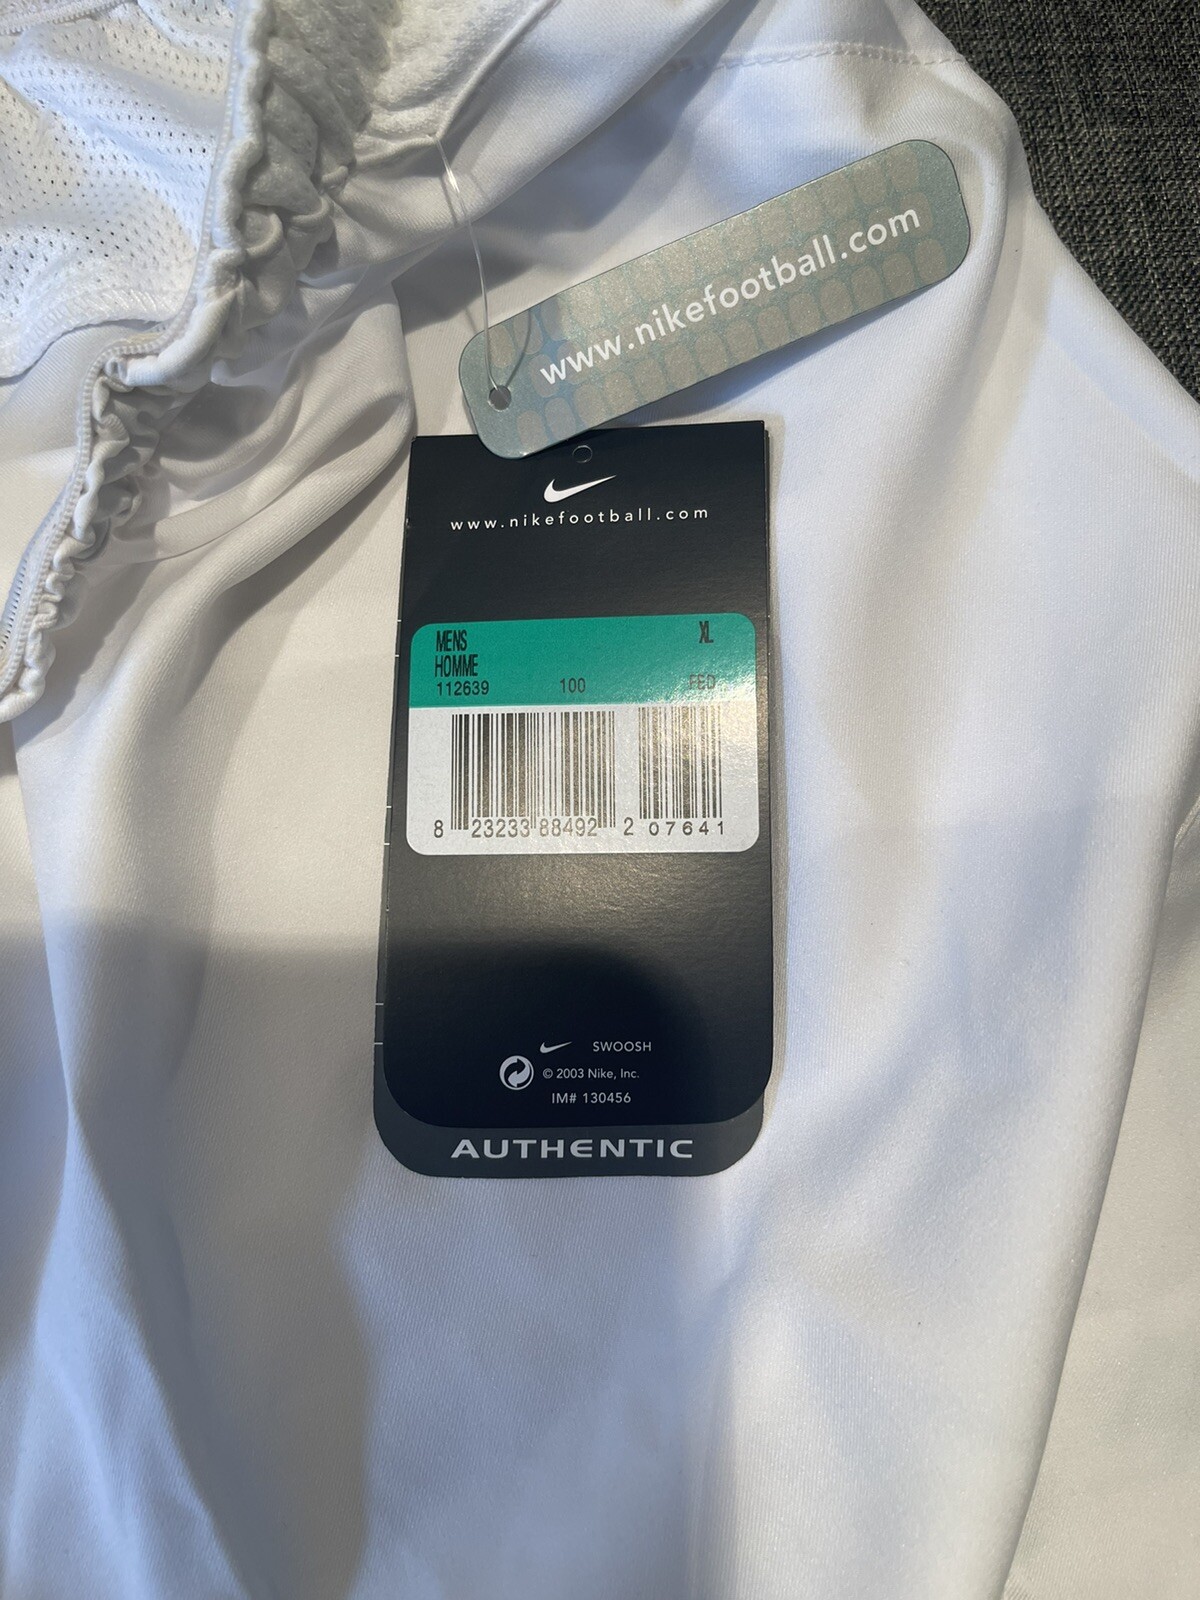 www.nikefootball.com
www.nikefootball.com
MENS XL
HOMME
112639 100 FED
8 23233 88492 2 07641
SWOOSH
© 2003 Nike, Inc.
IM# 130456
AUTHENTIC